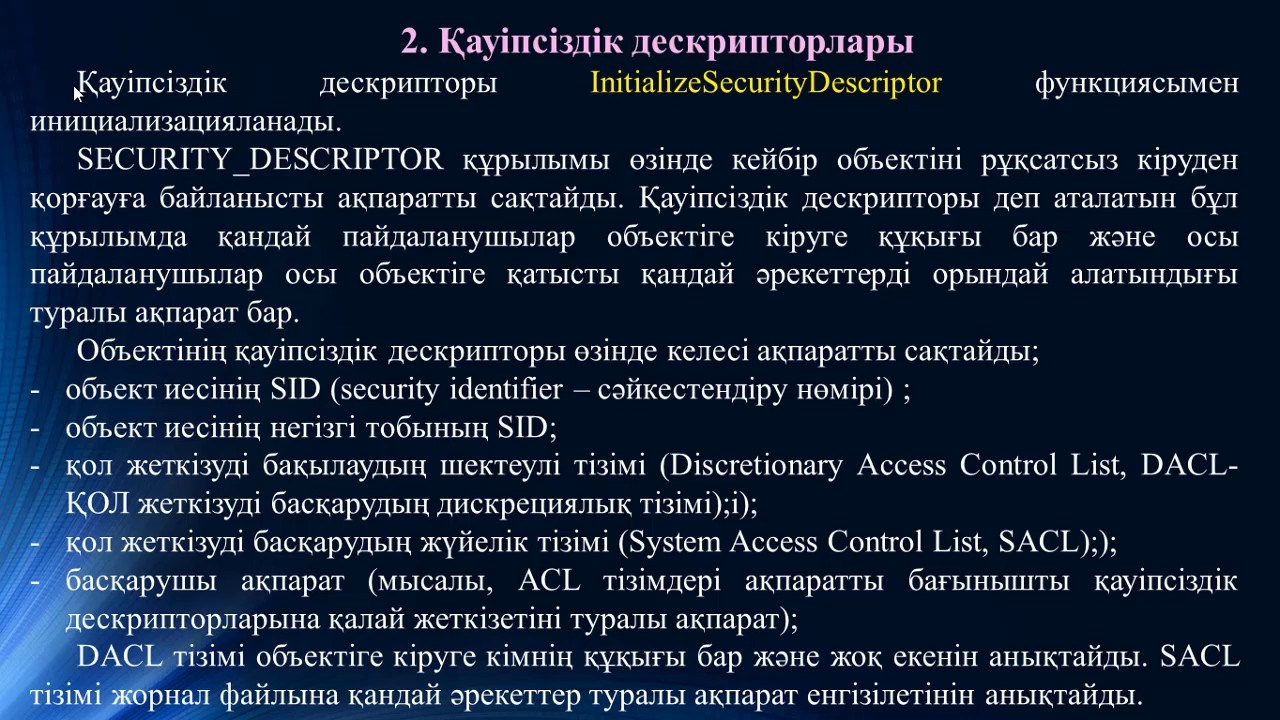 2. Қауіпсіздік дескрипторлары
Қауіпсіздік дескрипторы InitializeSecurityDescriptor функциясымен
инициализацияланады.
SECURITY_DESCRIPTOR құрылымы өзінде кейбір объектіні рұқсатсыз кіруден
қорғауға байланысты ақпаратты сақтайды. Қауіпсіздік дескрипторы деп аталатын бұл
құрылымда қандай пайдаланушылар объектіге кіруге құқығы бар және осы
пайдаланушылар осы объектіге қатысты қандай әрекеттерді орындай алатындығы
туралы ақпарат бар.
Объектінің қауіпсіздік дескрипторы өзінде келесі ақпаратты сақтайды;
- объект иесінің SID (security identifier – сәйкестендіру нөмірі) ;
- объект иесінің негізгі тобының SID;
- қол жеткізуді бақылаудың шектеулі тізімі (Discretionary Access Control List, DACL-
ҚОЛ жеткізуді басқарудың дискрециялық тізімі);і);
- қол жеткізуді басқарудың жүйелік тізімі (System Access Control List, SACL););
- басқарушы ақпарат (мысалы, ACL тізімдері ақпаратты бағынышты қауіпсіздік
дескрипторларына қалай жеткізетіні туралы ақпарат);
DACL тізімі объектіге кіруге кімнің құқығы бар және жоқ екенін анықтайды. SACL
тізімі жорнал файлына қандай әрекеттер туралы ақпарат енгізілетінін анықтайды.